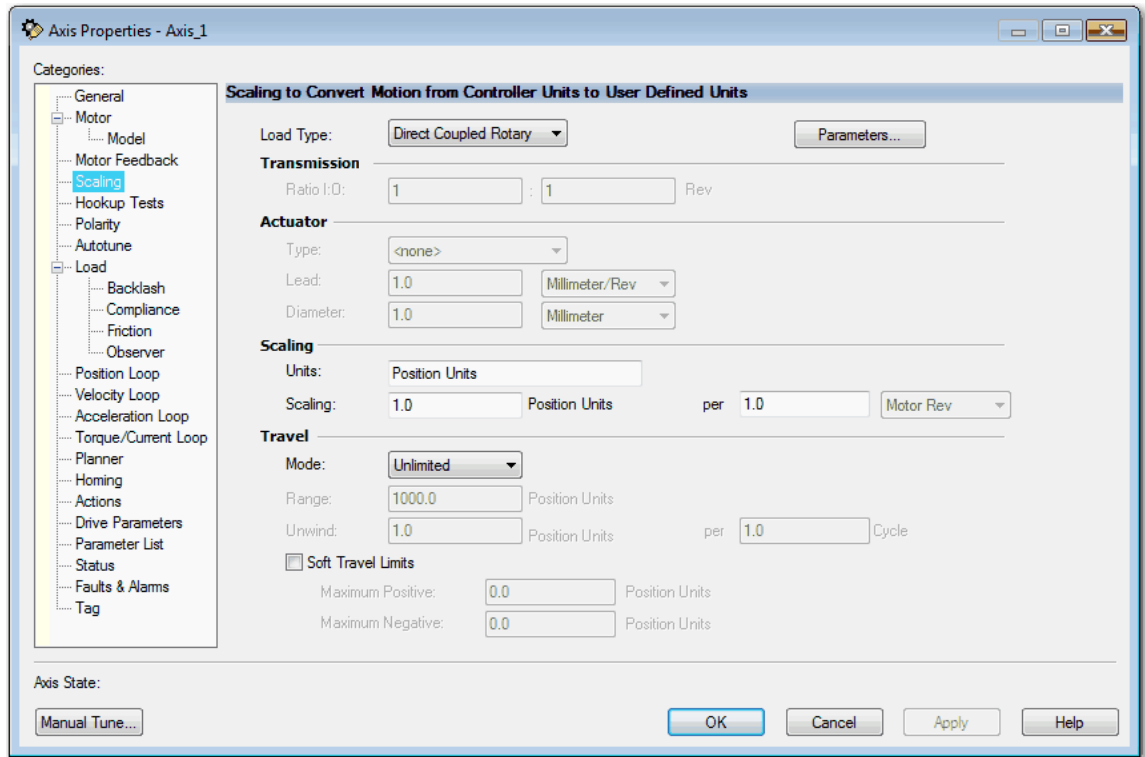 Axis Properties - Axis_1
Categories:
General
Motor
Model
Motor Feedback
Scaling
Hookup Tests
Polarity
Autotune
Load
Backlash
Compliance
Friction
Observer
Position Loop
Velocity Loop
Acceleration Loop
Torque/Current Loop
Planner
Homing
Actions
Drive Parameters
Parameter List
Status
Faults & Alarms
Tag
Scaling to Convert Motion from Controller Units to User Defined Units
Load Type: Direct Coupled Rotary Parameters...
Transmission
Ratio I:O: 1 : 1 Rev
Actuator
Type: <none>
Lead: 1.0 Millimeter/Rev
Diameter: 1.0 Millimeter
Scaling
Units: Position Units
Scaling: 1.0 Position Units per 1.0 Motor Rev
Travel
Mode: Unlimited
Range: 1000.0 Position Units
Unwind: 1.0 Position Units per 1.0 Cycle
Soft Travel Limits
Maximum Positive: 0.0 Position Units
Maximum Negative: 0.0 Position Units
Axis State:
Manual Tune... OK Cancel Apply Help